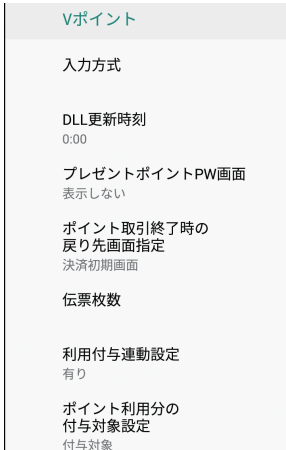 Vポイント
入力方式
DLL更新時刻
0:00
プレゼントポイントPW画面
表示しない
ポイント取引終了時の
戻り先画面指定
決済初期画面
伝票枚数
利用付与連動設定
有り
ポイント利用分の
付与対象設定
付与対象